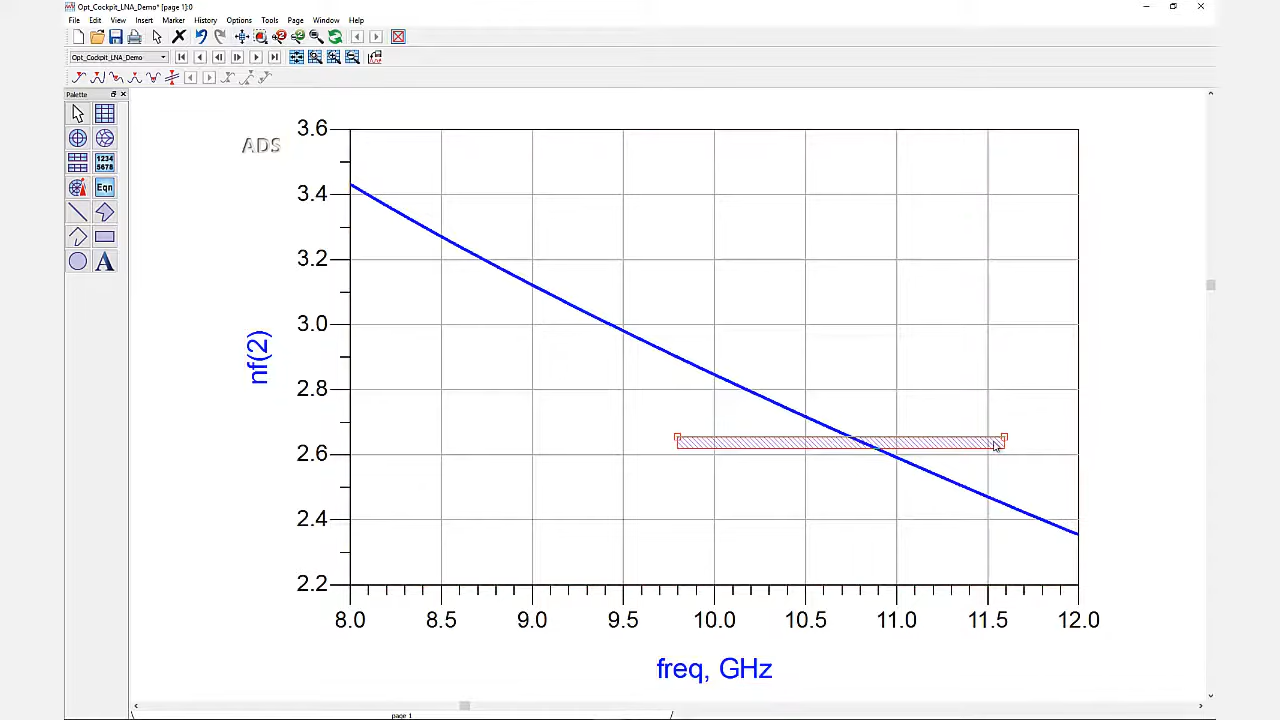 Opt_Cockpit_LNA_Demo* [page 1]:0
File Edit View Insert Marker History Options Tools Page Window Help
Opt_Cockpit_LNA_Demo
Palette
1234
5678
Eqn
A
ADS
3.6
3.4
3.2
3.0
2.8
2.6
2.4
2.2
nf(2)
8.0 8.5 9.0 9.5 10.0 10.5 11.0 11.5 12.0
freq, GHz
page 1